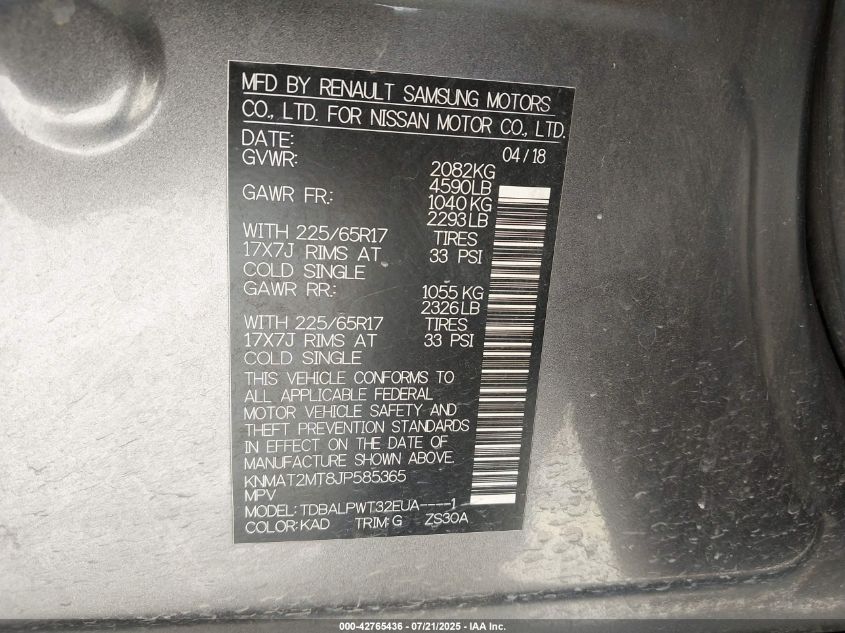 MFD BY RENAULT SAMSUNG MOTORS
CO., LTD. FOR NISSAN MOTOR CO., LTD.
DATE: 04/18
GVWR: 2082KG
4590LB
GAWR FR.: 1040KG
2293LB
WITH 225/65R17 TIRES
17X7J RIMS AT 33 PSI
COLD SINGLE
GAWR RR.: 1055KG
2326LB
WITH 225/65R17 TIRES
17X7J RIMS AT 33 PSI
COLD SINGLE
THIS VEHICLE CONFORMS TO
ALL APPLICABLE FEDERAL
MOTOR VEHICLE SAFETY AND
THEFT PREVENTION STANDARDS
IN EFFECT ON THE DATE OF
MANUFACTURE SHOWN ABOVE.
KNMAT2MT8JP585365
MPV
MODEL: TDBALPWT32EUA----1
COLOR: KAD TRIM: G ZS30A
000-42765436 - 07/21/2025 - IAA Inc.